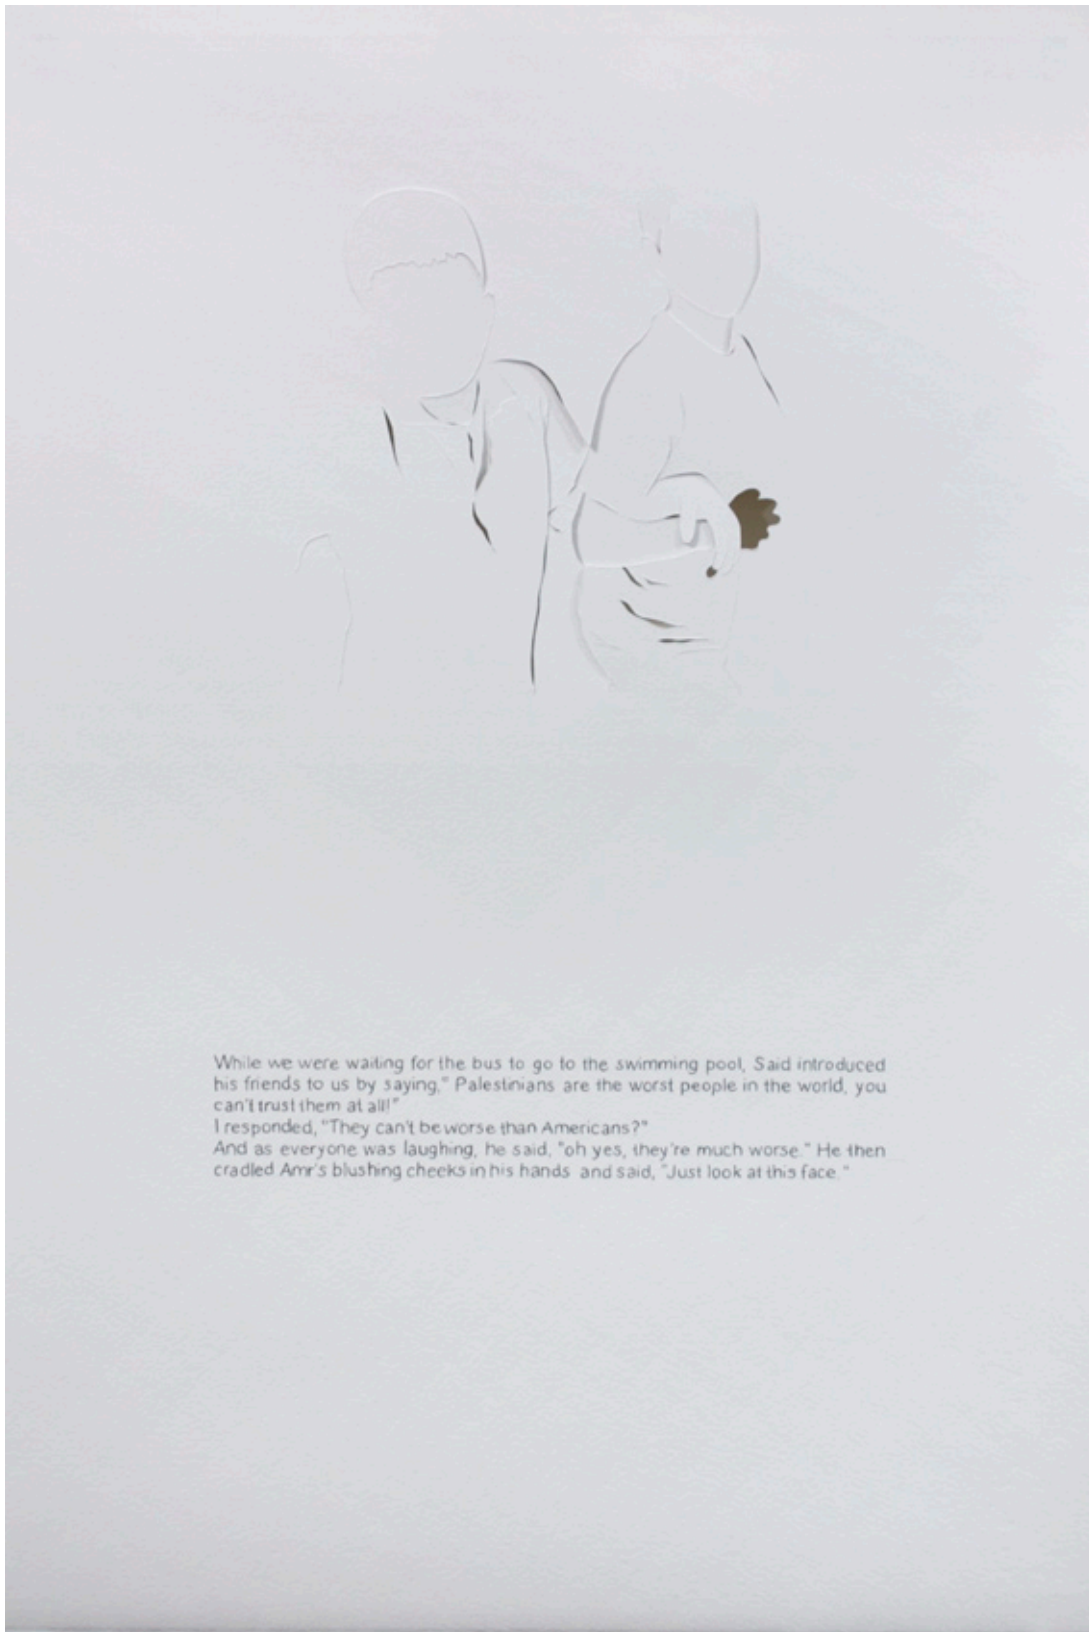 While we were waiting for the bus to go to the swimming pool, Said introduced
his friends to us by saying," Palestinians are the worst people in the world, you
can't trust them at all!"
I responded, "They can't be worse than Americans?"
And as everyone was laughing, he said, "oh yes, they're much worse." He then
cradled Amr's blushing cheeks in his hands and said, "Just look at this face."